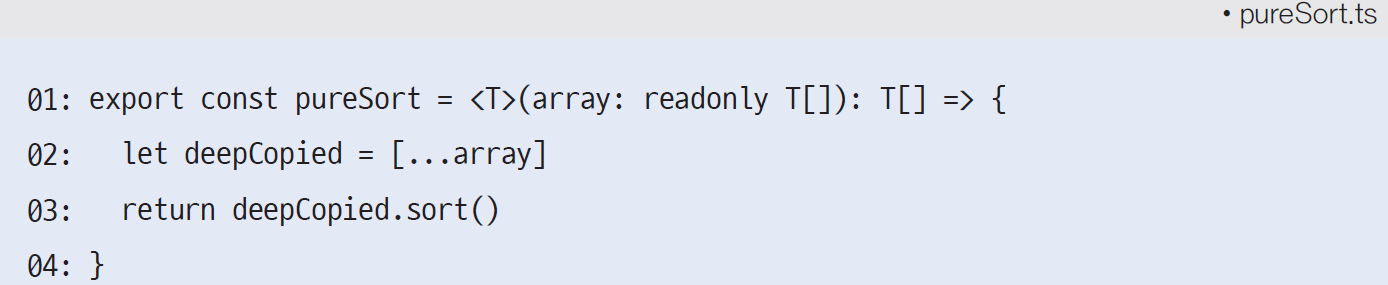 • pureSort.ts
01: export const pureSort = <T>(array: readonly T[]): T[] => {
02:   let deepCopied = [...array]
03:   return deepCopied.sort()
04: }